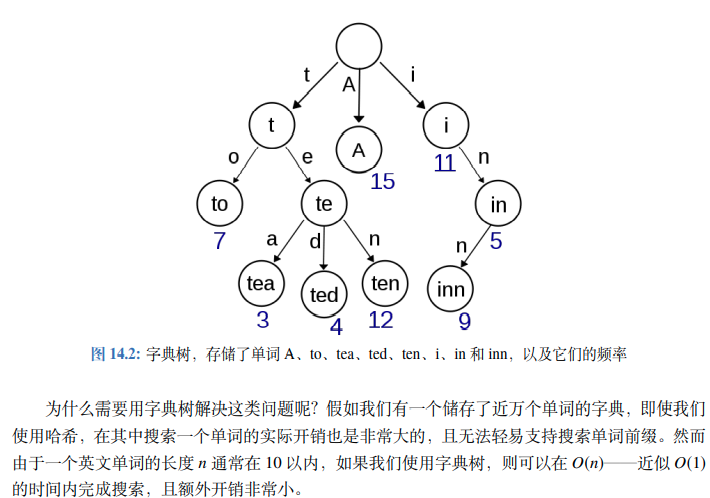 t
A
i
t
i
A
11
o
e
n
15
to
te
in
7
a
d
n
n
5
tea
ted
ten
inn
3
4
12
9
图 14.2: 字典树，存储了单词 A、to、tea、ted、ten、i、in 和 inn，以及它们的频率
为什么需要用字典树解决这类问题呢？假如我们有一个储存了近万个单词的字典，即使我们
使用哈希，在其中搜索一个单词的实际开销也是非常大的，且无法轻易支持搜索单词前缀。然而
由于一个英文单词的长度 n 通常在 10 以内，如果我们使用字典树，则可以在 O(n)——近似 O(1)
的时间内完成搜索，且额外开销非常小。